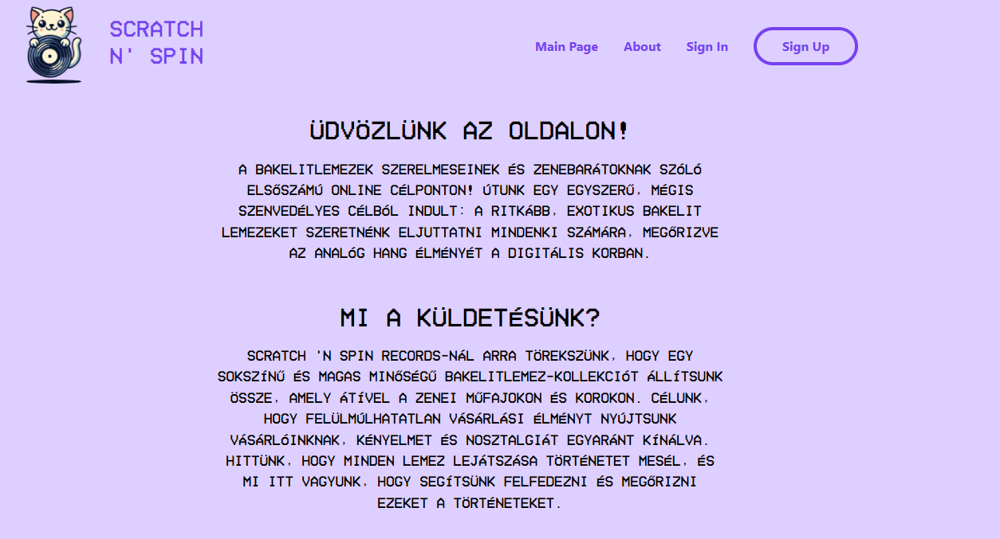 SCRATCH
N' SPIN
Main Page About Sign In Sign Up
ÜDVÖZLÜNK AZ OLDALON!
A BAKELITLEMEZEK SZERELMESEINEK ÉS ZENEBARÁTOKNAK SZÓLÓ
ELSŐSZÁMÚ ONLINE CÉLPONTON! ÚTUNK EGY EGYSZERŰ, MÉGIS
SZENVEDÉLYES CÉLBÓL INDULT: A RITKÁBB, EXOTIKUS BAKELIT
LEMEZEKET SZERETNÉNK ELJUTTATNI MINDENKI SZÁMÁRA, MEGŐRIZVE
AZ ANALÓG HANG ÉLMÉNYÉT A DIGITÁLIS KORBAN.
MI A KÜLDETÉSÜNK?
SCRATCH 'N SPIN RECORDS-NÁL ARRA TÖREKSZÜNK, HOGY EGY
SOKSZÍNŰ ÉS MAGAS MINŐSÉGŰ BAKELITLEMEZ-KOLLEKCIÓT ÁLLÍTSUNK
ÖSSZE, AMELY ÁTÍVEL A ZENEI MŰFAJOKON ÉS KOROKON. CÉLUNK,
HOGY FELÜLMÚLHATATLAN VÁSÁRLÁSI ÉLMÉNYT NYÚJTSUNK
VÁSÁRLÓINKNAK, KÉNYELMET ÉS NOSZTALGIÁT EGYARÁNT KÍNÁLVA.
HITTÜNK, HOGY MINDEN LEMEZ LEJÁTSZÁSA TÖRTÉNETET MESÉL, ÉS
MI ITT VAGYUNK, HOGY SEGÍTSÜNK FELFEDEZNI ÉS MEGŐRIZNI
EZEKET A TÖRTÉNETEKET.